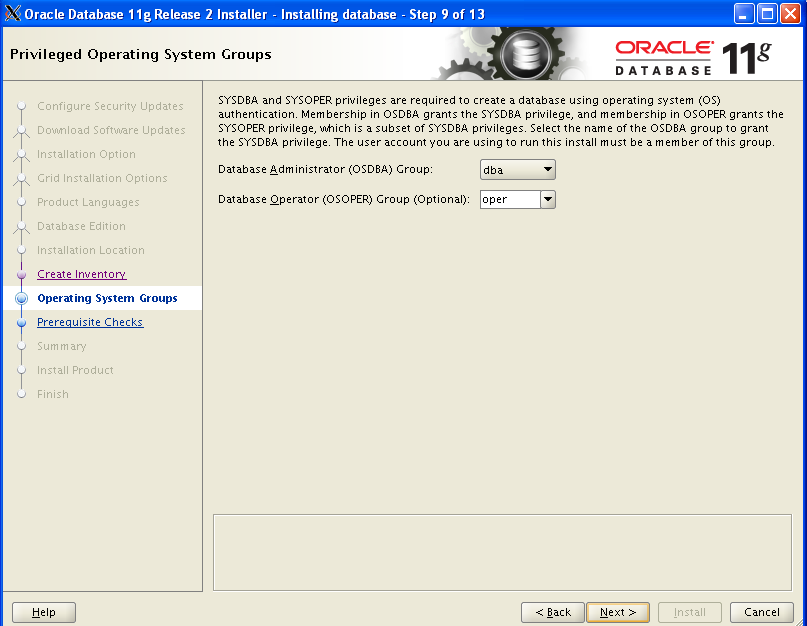 Oracle Database 11g Release 2 Installer - Installing database - Step 9 of 13
Privileged Operating System Groups
ORACLE
DATABASE
11g
Configure Security Updates
Download Software Updates
Installation Option
Grid Installation Options
Product Languages
Database Edition
Installation Location
Create Inventory
Operating System Groups
Prerequisite Checks
Summary
Install Product
Finish
SYSDBA and SYSOPER privileges are required to create a database using operating system (OS)
authentication. Membership in OSDBA grants the SYSDBA privilege, and membership in OSOPER grants the
SYSOPER privilege, which is a subset of SYSDBA privileges. Select the name of the OSDBA group to grant
the SYSDBA privilege. The user account you are using to run this install must be a member of this group.
Database Administrator (OSDBA) Group: dba
Database Operator (OSOPER) Group (Optional): oper
Help
< Back
Next >
Install
Cancel